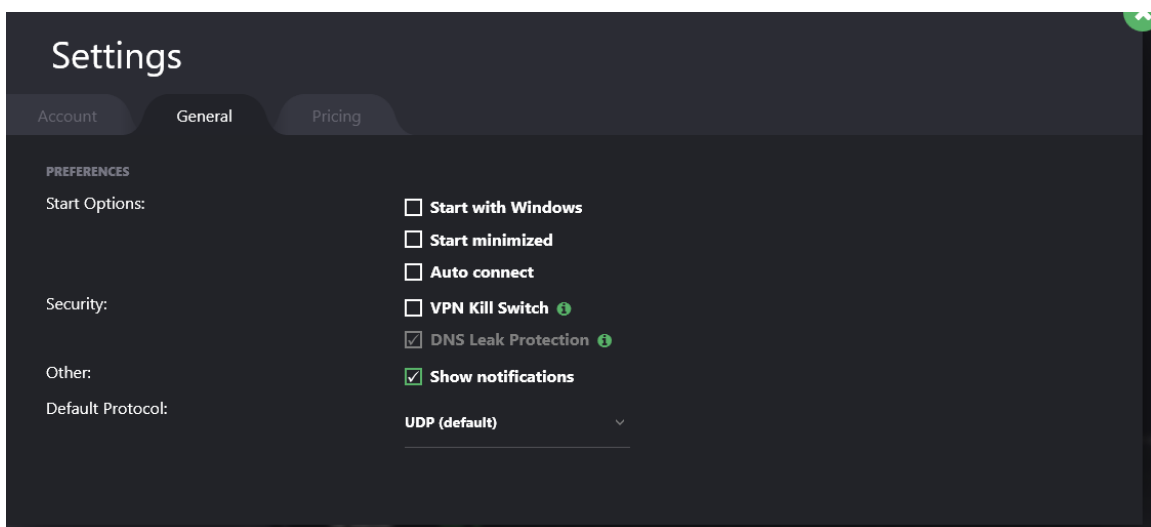 Settings
Account General Pricing
PREFERENCES
Start Options:
Start with Windows
Start minimized
Auto connect
Security:
VPN Kill Switch
DNS Leak Protection
Other:
Show notifications
Default Protocol:
UDP (default)